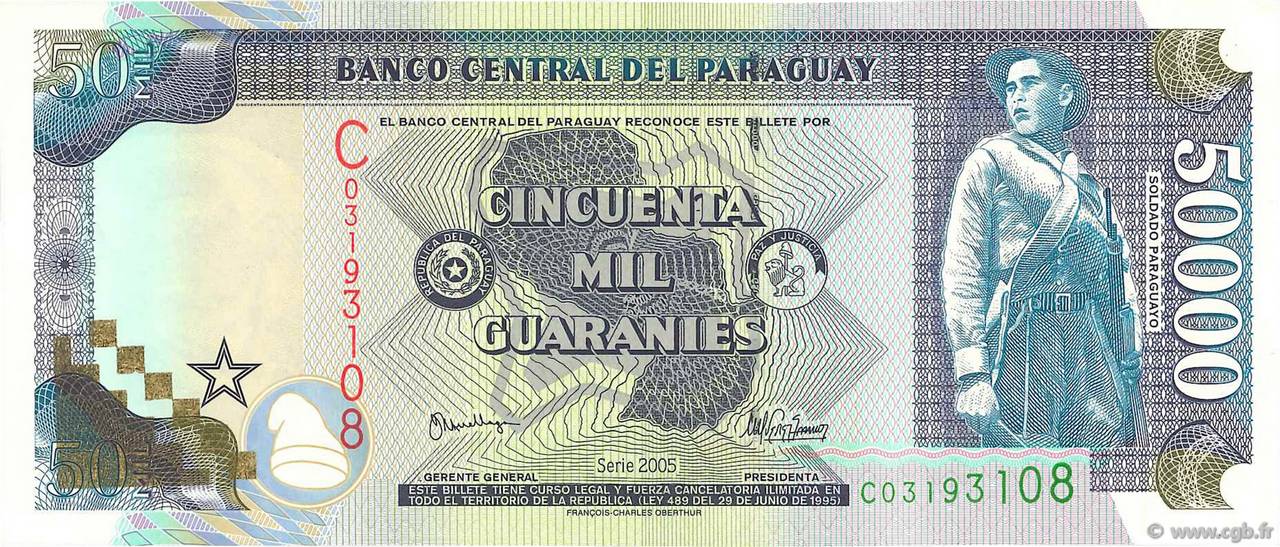 50 MIL
BANCO CENTRAL DEL PARAGUAY
EL BANCO CENTRAL DEL PARAGUAY RECONOCE ESTE BILLETE POR
C03193108
CINCUENTA
MIL
GUARANIES
REPUBLICA DEL PARAGUAY
PAZ Y JUSTICIA
SOLDADO PARAGUAYO
50000
50 MIL
GERENTE GENERAL
Serie 2005
PRESIDENTA
ESTE BILLETE TIENE CURSO LEGAL Y FUERZA CANCELATORIA ILIMITADA EN
TODO EL TERRITORIO DE LA REPUBLICA (LEY 489 DEL 29 DE JUNIO DE 1995)
FRANÇOIS-CHARLES OBERTHUR
C03193108
© www.cgb.fr